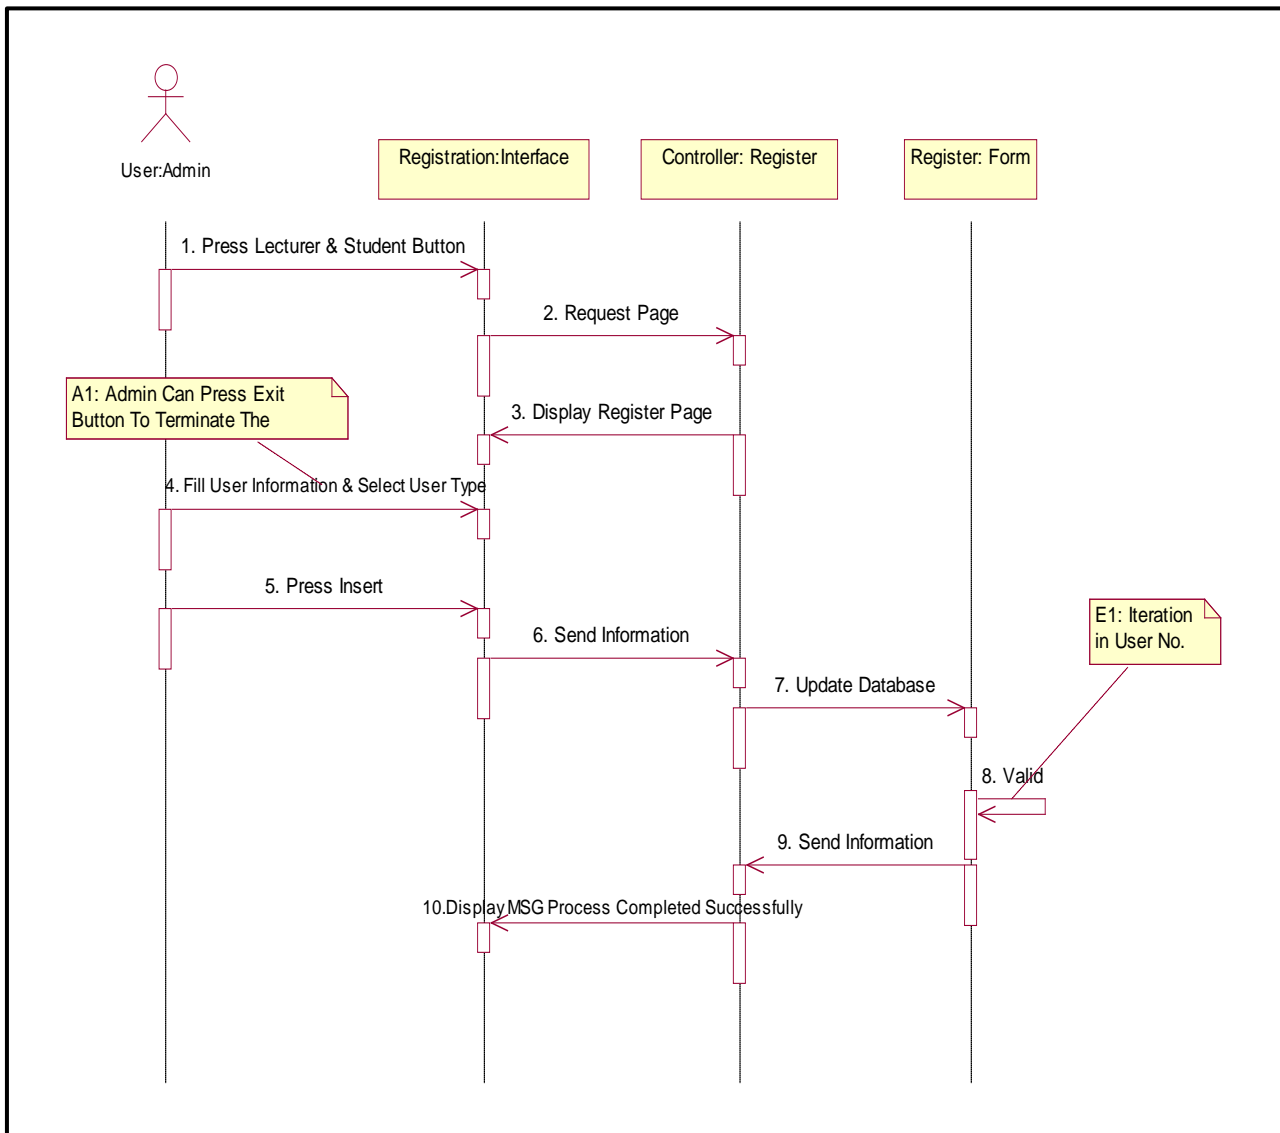 User:Admin
Registration:Interface
Controller: Register
Register: Form
1. Press Lecturer & Student Button
2. Request Page
A1: Admin Can Press Exit
Button To Terminate The
3. Display Register Page
4. Fill User Information & Select User Type
5. Press Insert
E1: Iteration
in User No.
6. Send Information
7. Update Database
8. Valid
9. Send Information
10.Display MSG Process Completed Successfully